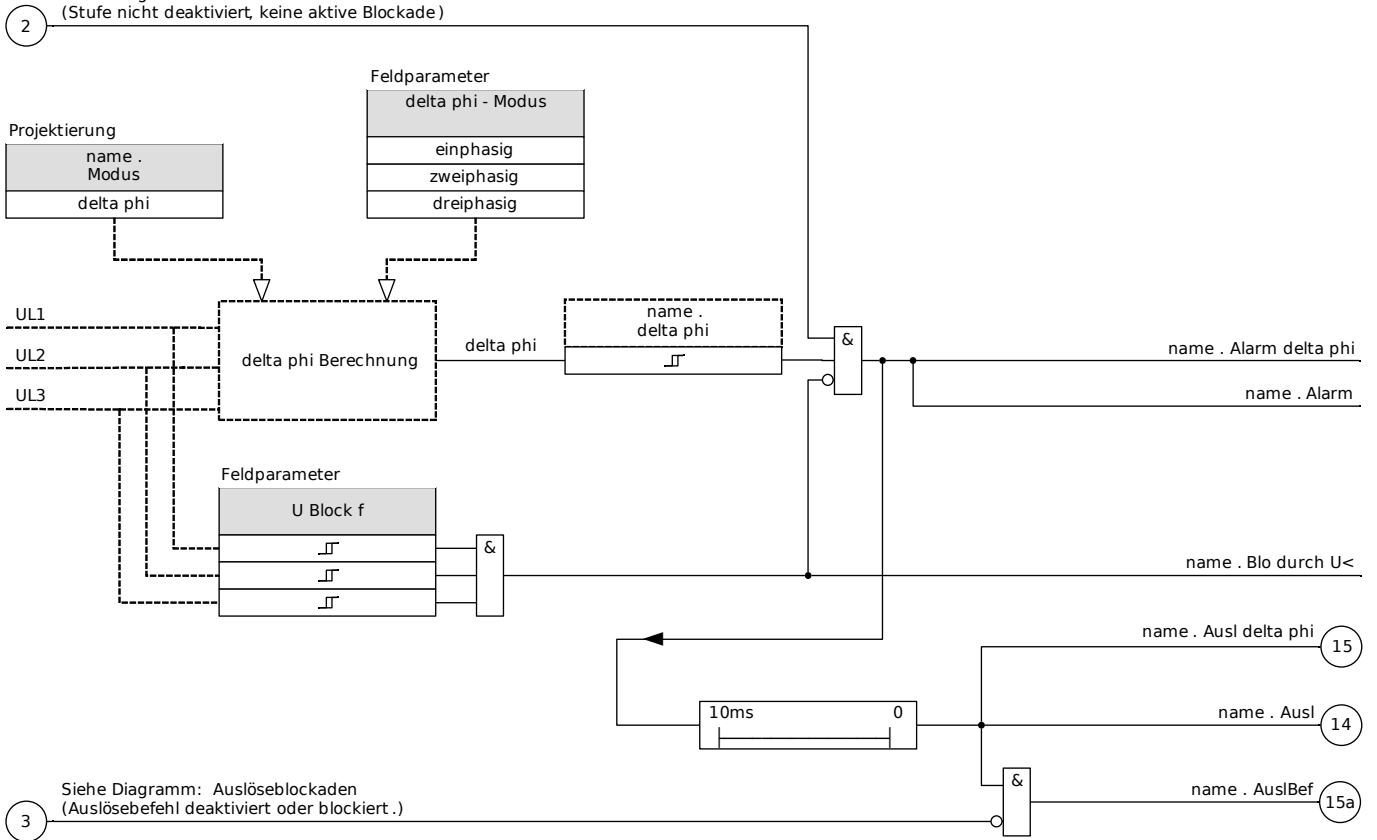 (Stufe nicht deaktiviert, keine aktive Blockade)
2
Feldparameter
delta phi - Modus
einphasig
zweiphasig
dreiphasig
Projektierung
name .
Modus
delta phi
UL1
UL2
UL3
delta phi Berechnung
delta phi
name .
delta phi
&
name . Alarm delta phi
name . Alarm
Feldparameter
U Block f
&
name . Blo durch U<
name . Ausl delta phi
15
10ms 0
name . Ausl
14
Siehe Diagramm: Auslöseblockaden
(Auslösebefehl deaktiviert oder blockiert.)
3
&
name . AuslBef
15a